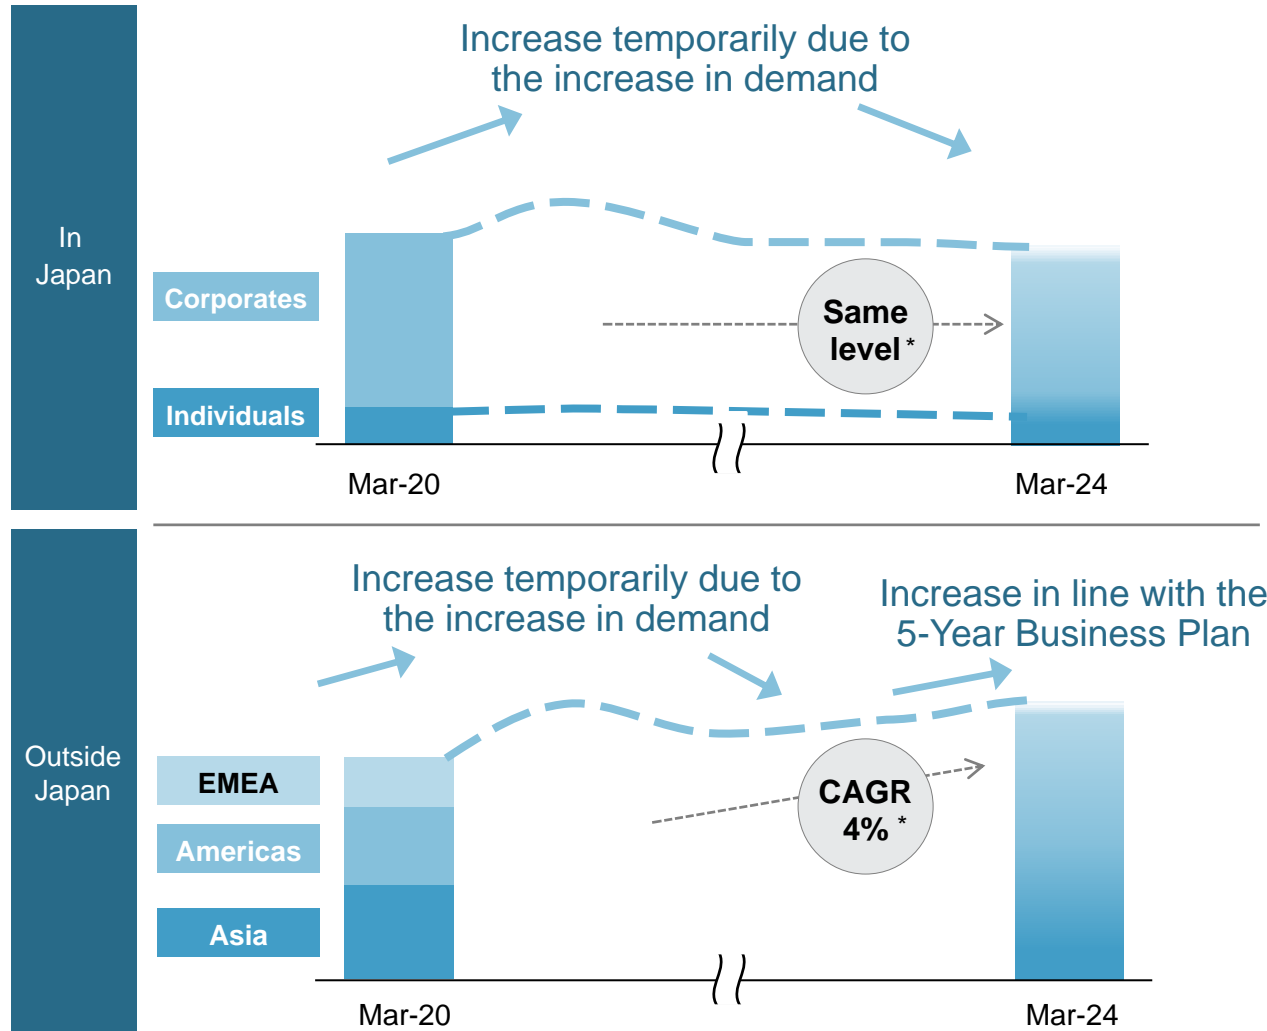 Increase temporarily due to
the increase in demand
In
Japan
Corporates
Same
level *
Individuals
Mar-20
Mar-24
Increase temporarily due to
the increase in demand
Increase in line with the
5-Year Business Plan
Outside
Japan
EMEA
CAGR
4% *
Americas
Asia
Mar-20
Mar-24